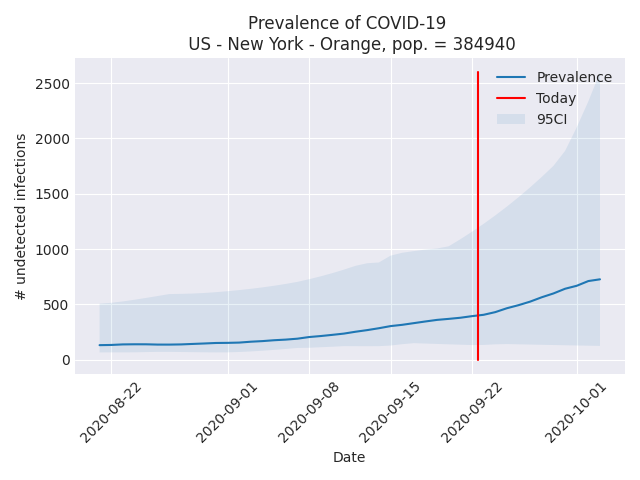 Prevalence of COVID-19
US - New York - Orange, pop. = 384940
Prevalence
Today
95CI
# undetected infections
2500
2000
1500
1000
500
0
2020-08-22
2020-09-01
2020-09-08
2020-09-15
2020-09-22
2020-10-01
Date